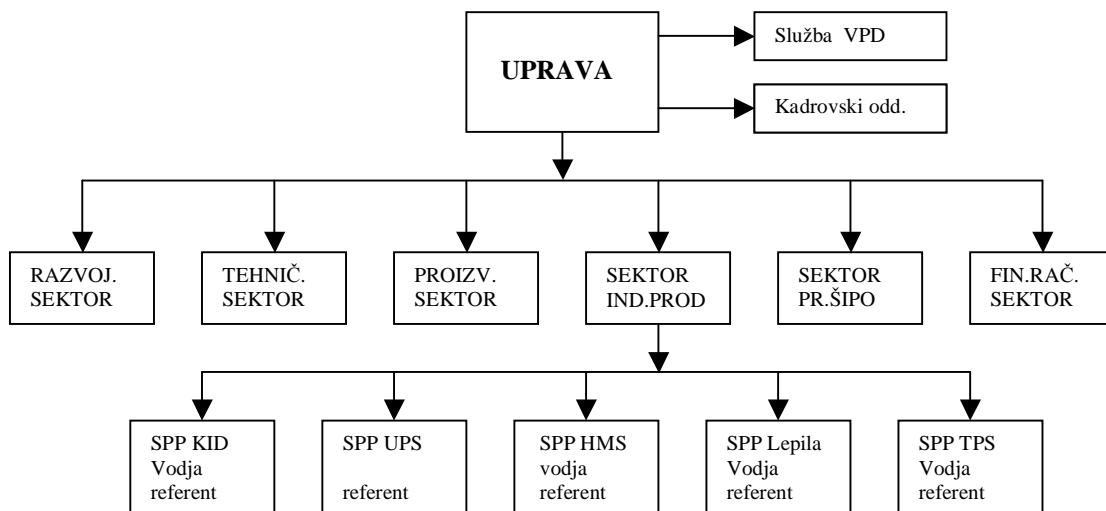 Služba VPD
UPRAVA
Kadrovski odd.
RAZVOJ.
SEKTOR
TEHNIČ.
SEKTOR
PROIZV.
SEKTOR
SEKTOR
IND.PROD
SEKTOR
PR.ŠIPO
FIN.RAČ.
SEKTOR
SPP KID
Vodja
referent
SPP UPS
referent
SPP HMS
vodja
referent
SPP Lepila
Vodja
referent
SPP TPS
Vodja
referent